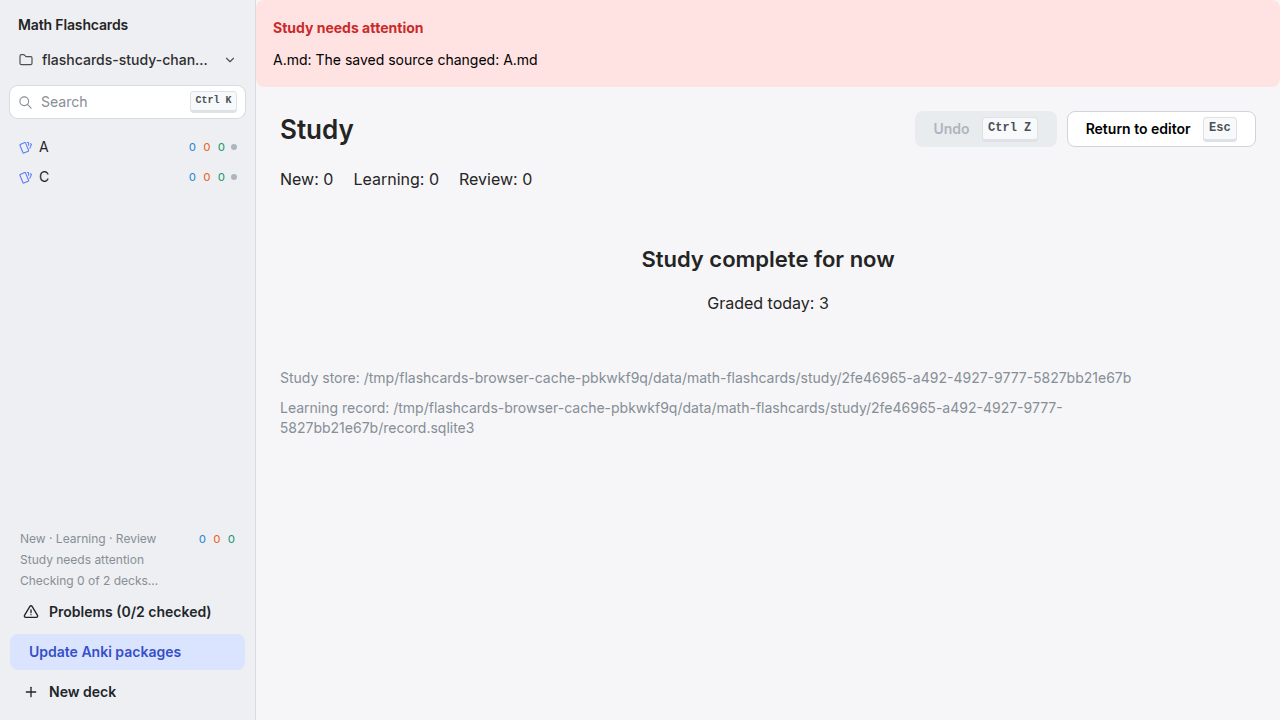 Math Flashcards
flashcards-study-chan...
Search
Ctrl K
A
0 0 0
C
0 0 0
New · Learning · Review
0 0 0
Study needs attention
Checking 0 of 2 decks...
Problems (0/2 checked)
Update Anki packages
New deck
Study needs attention
A.md: The saved source changed: A.md
Study
Undo
Ctrl Z
Return to editor
Esc
New: 0
Learning: 0
Review: 0
Study complete for now
Graded today: 3
Study store: /tmp/flashcards-browser-cache-pbkwkf9q/data/math-flashcards/study/2fe46965-a492-4927-9777-5827bb21e67b
Learning record: /tmp/flashcards-browser-cache-pbkwkf9q/data/math-flashcards/study/2fe46965-a492-4927-9777-
5827bb21e67b/record.sqlite3